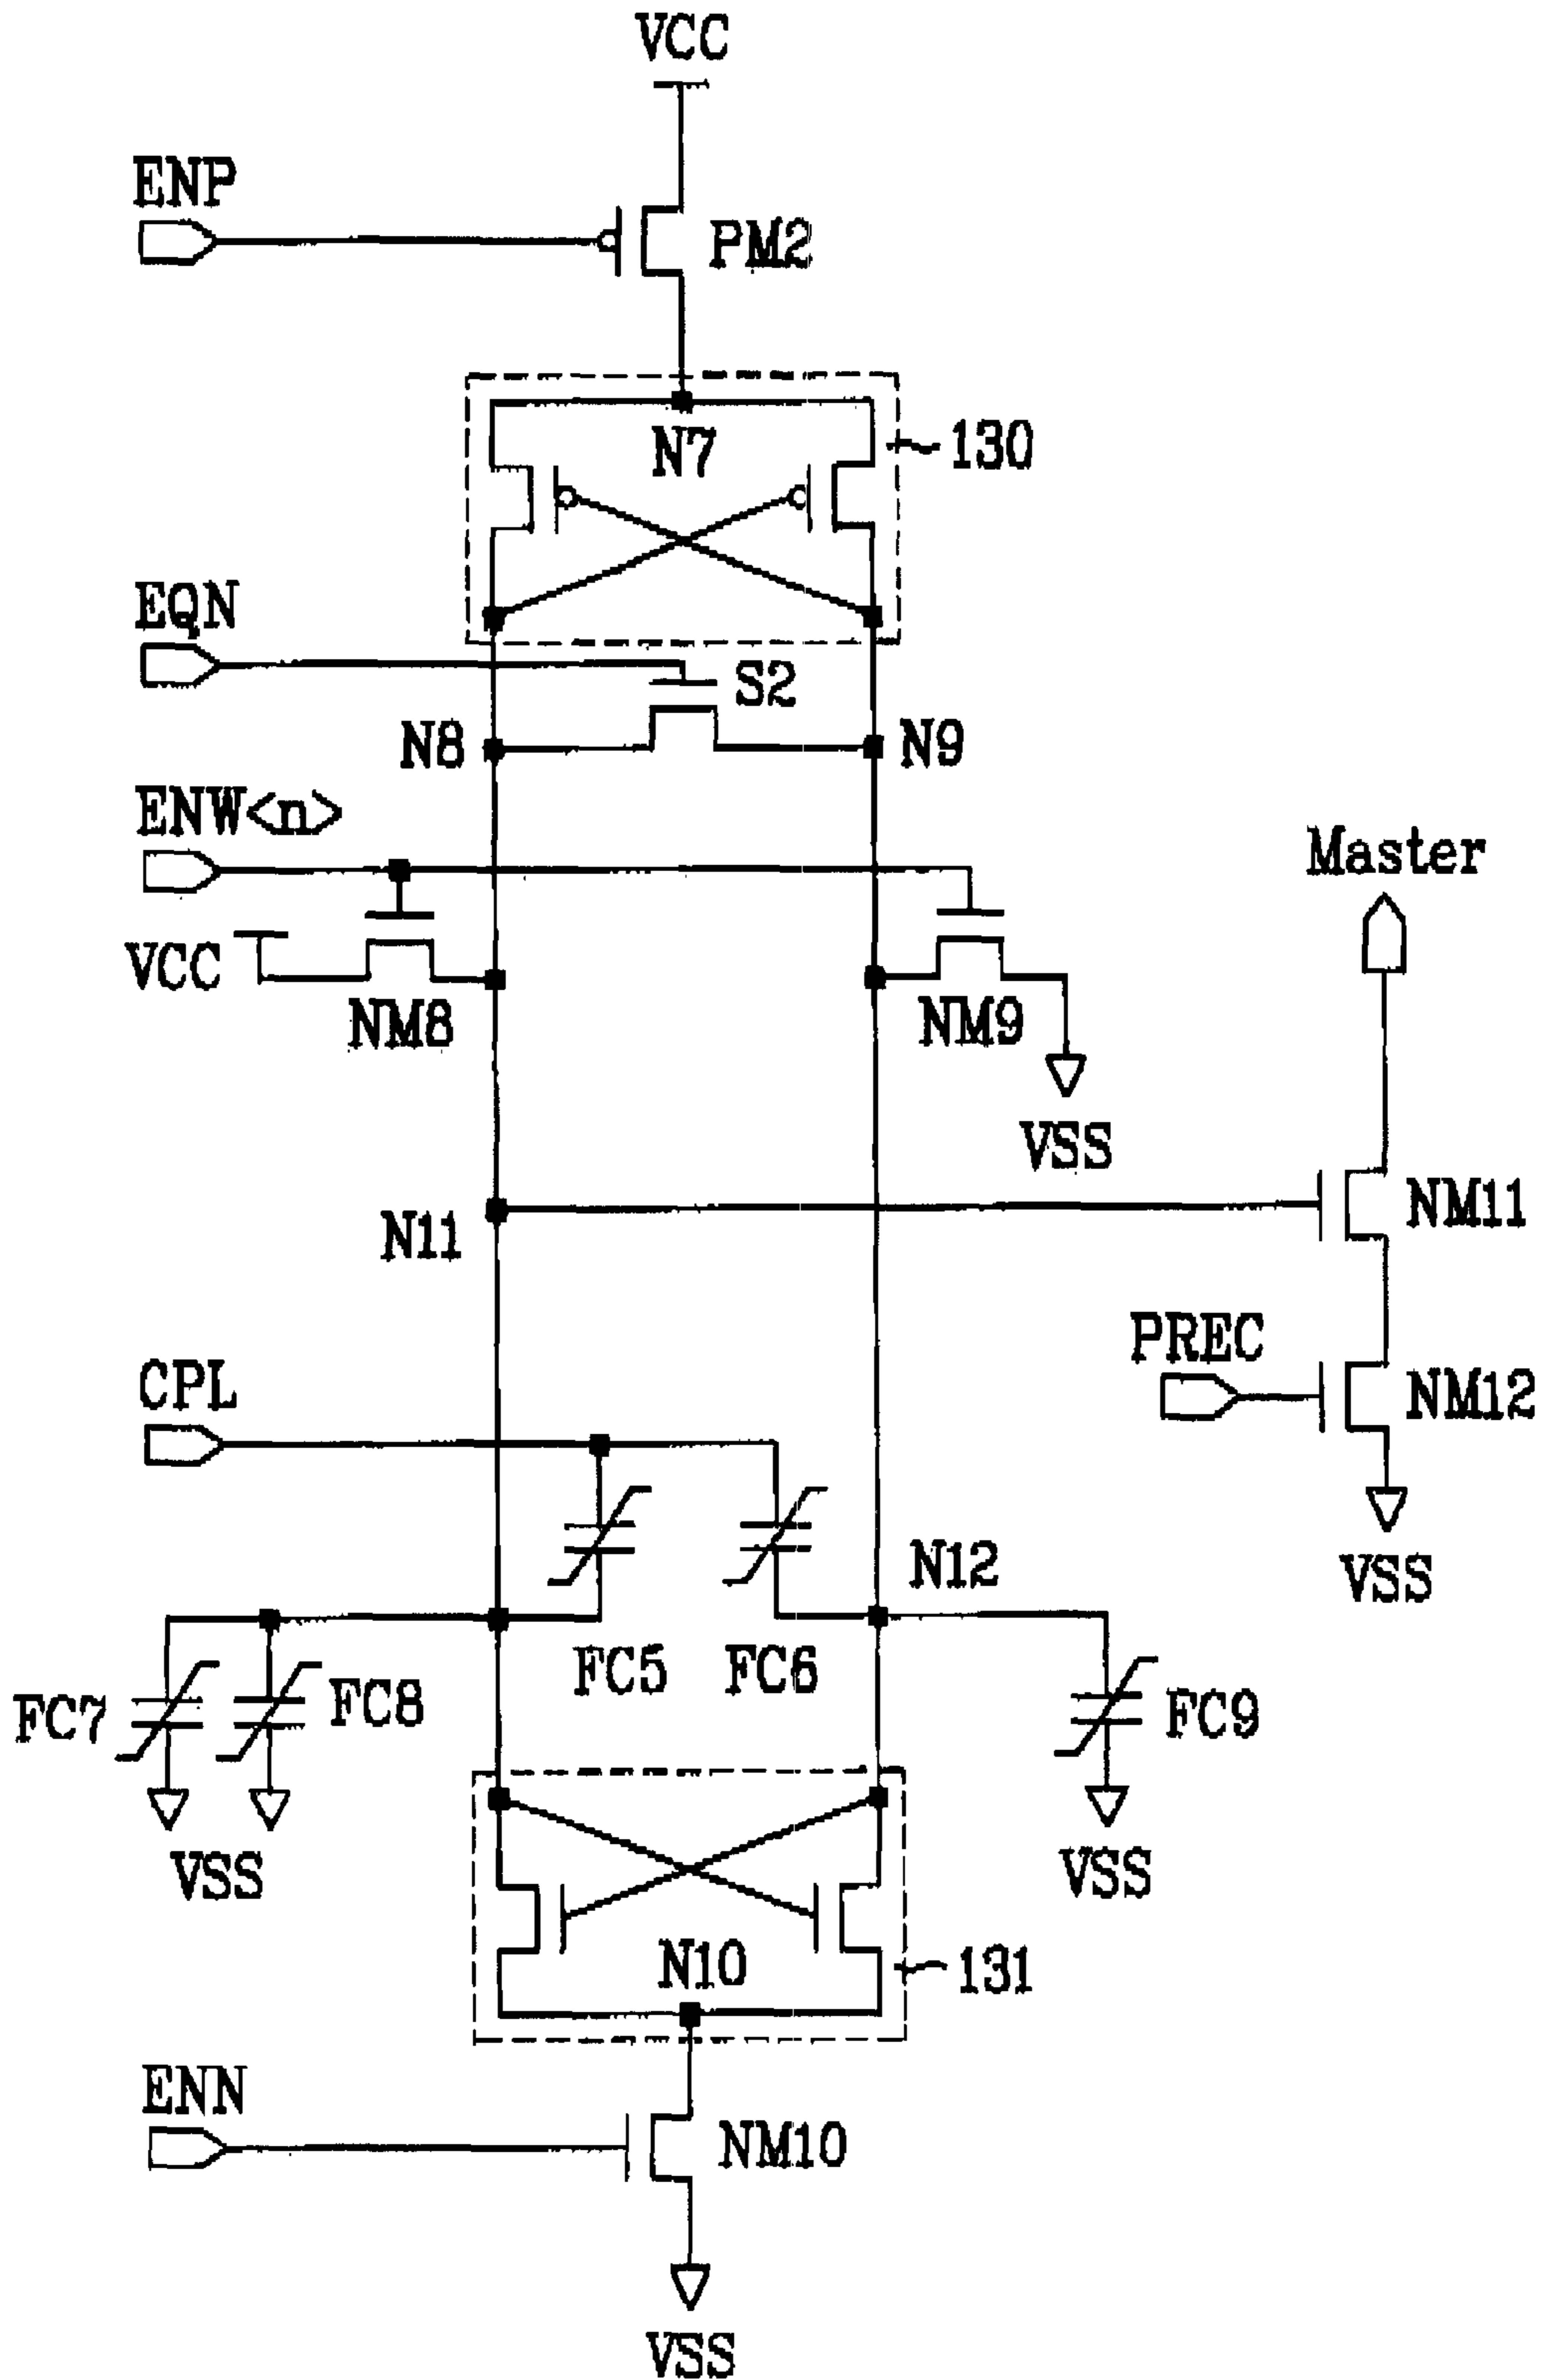 VCC
ENP
PM2
N7
130
EQN
S2
N8
N9
ENW<n>
Master
VCC
NM8
NM9
VSS
N11
NM11
PREC
CPL
NM12
N12
VSS
FC5
FC6
FC7
FC8
FC9
VSS
VSS
N10
131
ENN
NM10
VSS